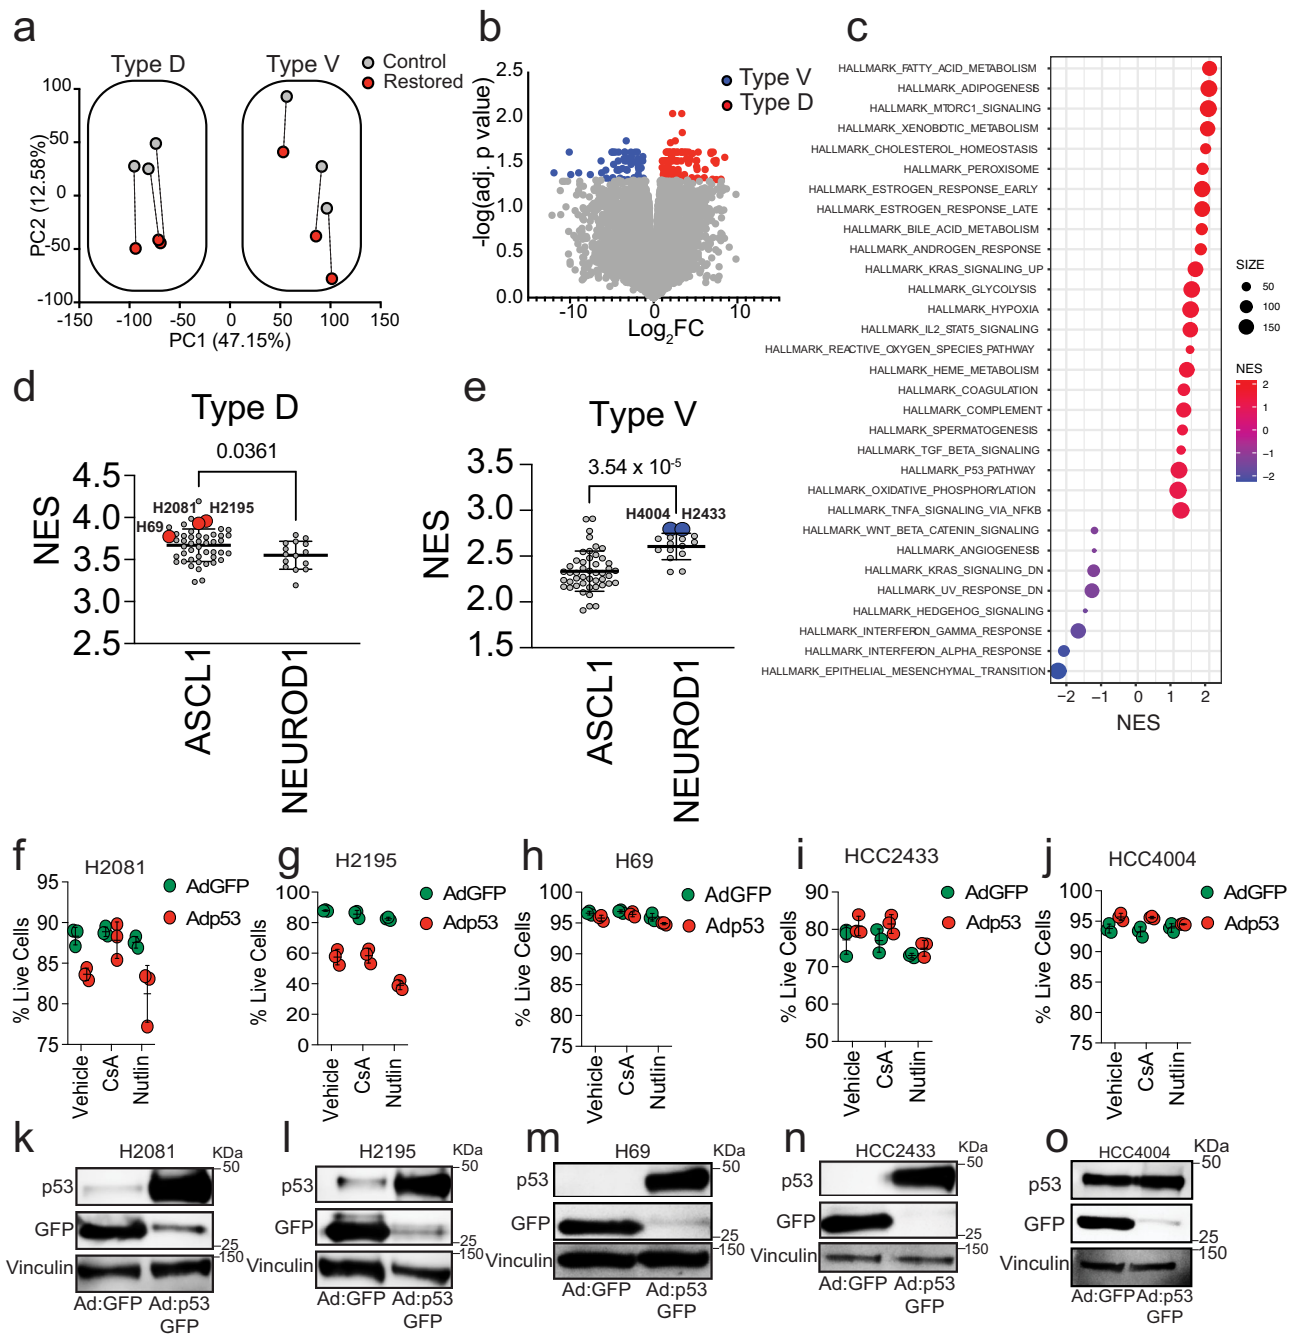 a
Type D
Type V
Control
Restored
PC2 (12.58%)
100
50
0
-50
-100
-150
-100
-50
0
50
100
150
PC1 (47.15%)
b
Type V
Type D
-log(adj. p value)
2.5
2.0
1.5
1.0
0.5
0.0
-10
0
10
Log2FC
c
HALLMARK_FATTY_ACID_METABOLISM
HALLMARK_ADIPOGENESIS
HALLMARK_MTORC1_SIGNALING
HALLMARK_XENOBIOTIC_METABOLISM
HALLMARK_CHOLESTEROL_HOMEOSTASIS
HALLMARK_PEROXISOME
HALLMARK_ESTROGEN_RESPONSE_EARLY
HALLMARK_ESTROGEN_RESPONSE_LATE
HALLMARK_BILE_ACID_METABOLISM
HALLMARK_ANDROGEN_RESPONSE
HALLMARK_KRAS_SIGNALING_UP
HALLMARK_GLYCOLYSIS
HALLMARK_HYPOXIA
HALLMARK_IL2_STAT5_SIGNALING
HALLMARK_REACTIVE_OXYGEN_SPECIES_PATHWAY
HALLMARK_HEME_METABOLISM
HALLMARK_COAGULATION
HALLMARK_COMPLEMENT
HALLMARK_SPERMATOGENESIS
HALLMARK_TGF_BETA_SIGNALING
HALLMARK_P53_PATHWAY
HALLMARK_OXIDATIVE_PHOSPHORYLATION
HALLMARK_TNFA_SIGNALING_VIA_NFKB
HALLMARK_WNT_BETA_CATENIN_SIGNALING
HALLMARK_ANGIOGENESIS
HALLMARK_KRAS_SIGNALING_DN
HALLMARK_UV_RESPONSE_DN
HALLMARK_HEDGEHOG_SIGNALING
HALLMARK_INTERFERON_GAMMA_RESPONSE
HALLMARK_INTERFERON_ALPHA_RESPONSE
HALLMARK_EPITHELIAL_MESENCHYMAL_TRANSITION
−2
−1
0
1
2
NES
SIZE
50
100
150
NES
2
1
0
−1
−2
d
Type D
0.0361
NES
4.5
4.0
3.5
3.0
2.5
H69
H2081
H2195
ASCL1
NEUROD1
e
Type V
3.54 x 10-5
NES
3.5
3.0
2.5
2.0
1.5
H4004
H2433
ASCL1
NEUROD1
f
H2081
AdGFP
Adp53
% Live Cells
95
90
85
80
75
Vehicle
CsA
Nutlin
g
H2195
AdGFP
Adp53
% Live Cells
100
80
60
40
20
0
Vehicle
CsA
Nutlin
h
H69
AdGFP
Adp53
% Live Cells
100
95
90
85
80
75
Vehicle
CsA
Nutlin
i
HCC2433
AdGFP
Adp53
% Live Cells
90
80
70
60
50
Vehicle
CsA
Nutlin
j
HCC4004
AdGFP
Adp53
% Live Cells
100
95
90
85
80
75
Vehicle
CsA
Nutlin
k
H2081
KDa
50
p53
GFP
25
150
Vinculin
Ad:GFP
Ad:p53
GFP
l
H2195
KDa
50
p53
GFP
25
150
Vinculin
Ad:GFP
Ad:p53
GFP
m
H69
KDa
50
p53
GFP
25
150
Vinculin
Ad:GFP
Ad:p53
GFP
n
HCC2433
KDa
50
p53
GFP
25
150
Vinculin
Ad:GFP
Ad:p53
GFP
o
HCC4004
KDa
50
p53
GFP
25
150
Vinculin
Ad:GFP
Ad:p53
GFP